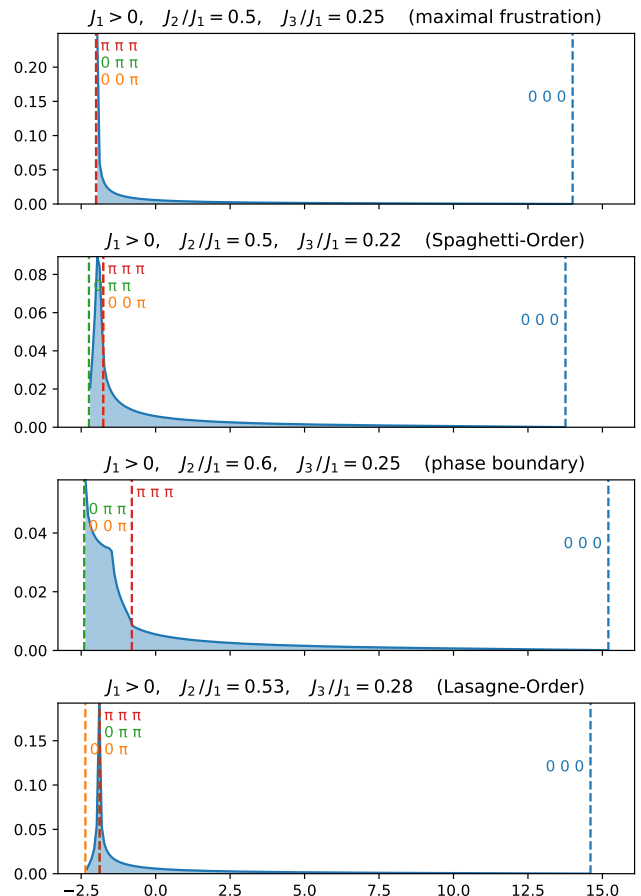 J₁ > 0, J₂/J₁ = 0.5, J₃/J₁ = 0.25 (maximal frustration)
0.20
0.15
0.10
0.05
0.00
π π π
0 π π
0 0 π
0 0 0
J₁ > 0, J₂/J₁ = 0.5, J₃/J₁ = 0.22 (Spaghetti-Order)
0.08
0.06
0.04
0.02
0.00
π π π
0 π π
0 0 π
0 0 0
J₁ > 0, J₂/J₁ = 0.6, J₃/J₁ = 0.25 (phase boundary)
0.04
0.02
0.00
π π π
0 π π
0 0 π
0 0 0
J₁ > 0, J₂/J₁ = 0.53, J₃/J₁ = 0.28 (Lasagne-Order)
0.15
0.10
0.05
0.00
π π π
0 π π
0 0 π
0 0 0
−2.5 0.0 2.5 5.0 7.5 10.0 12.5 15.0